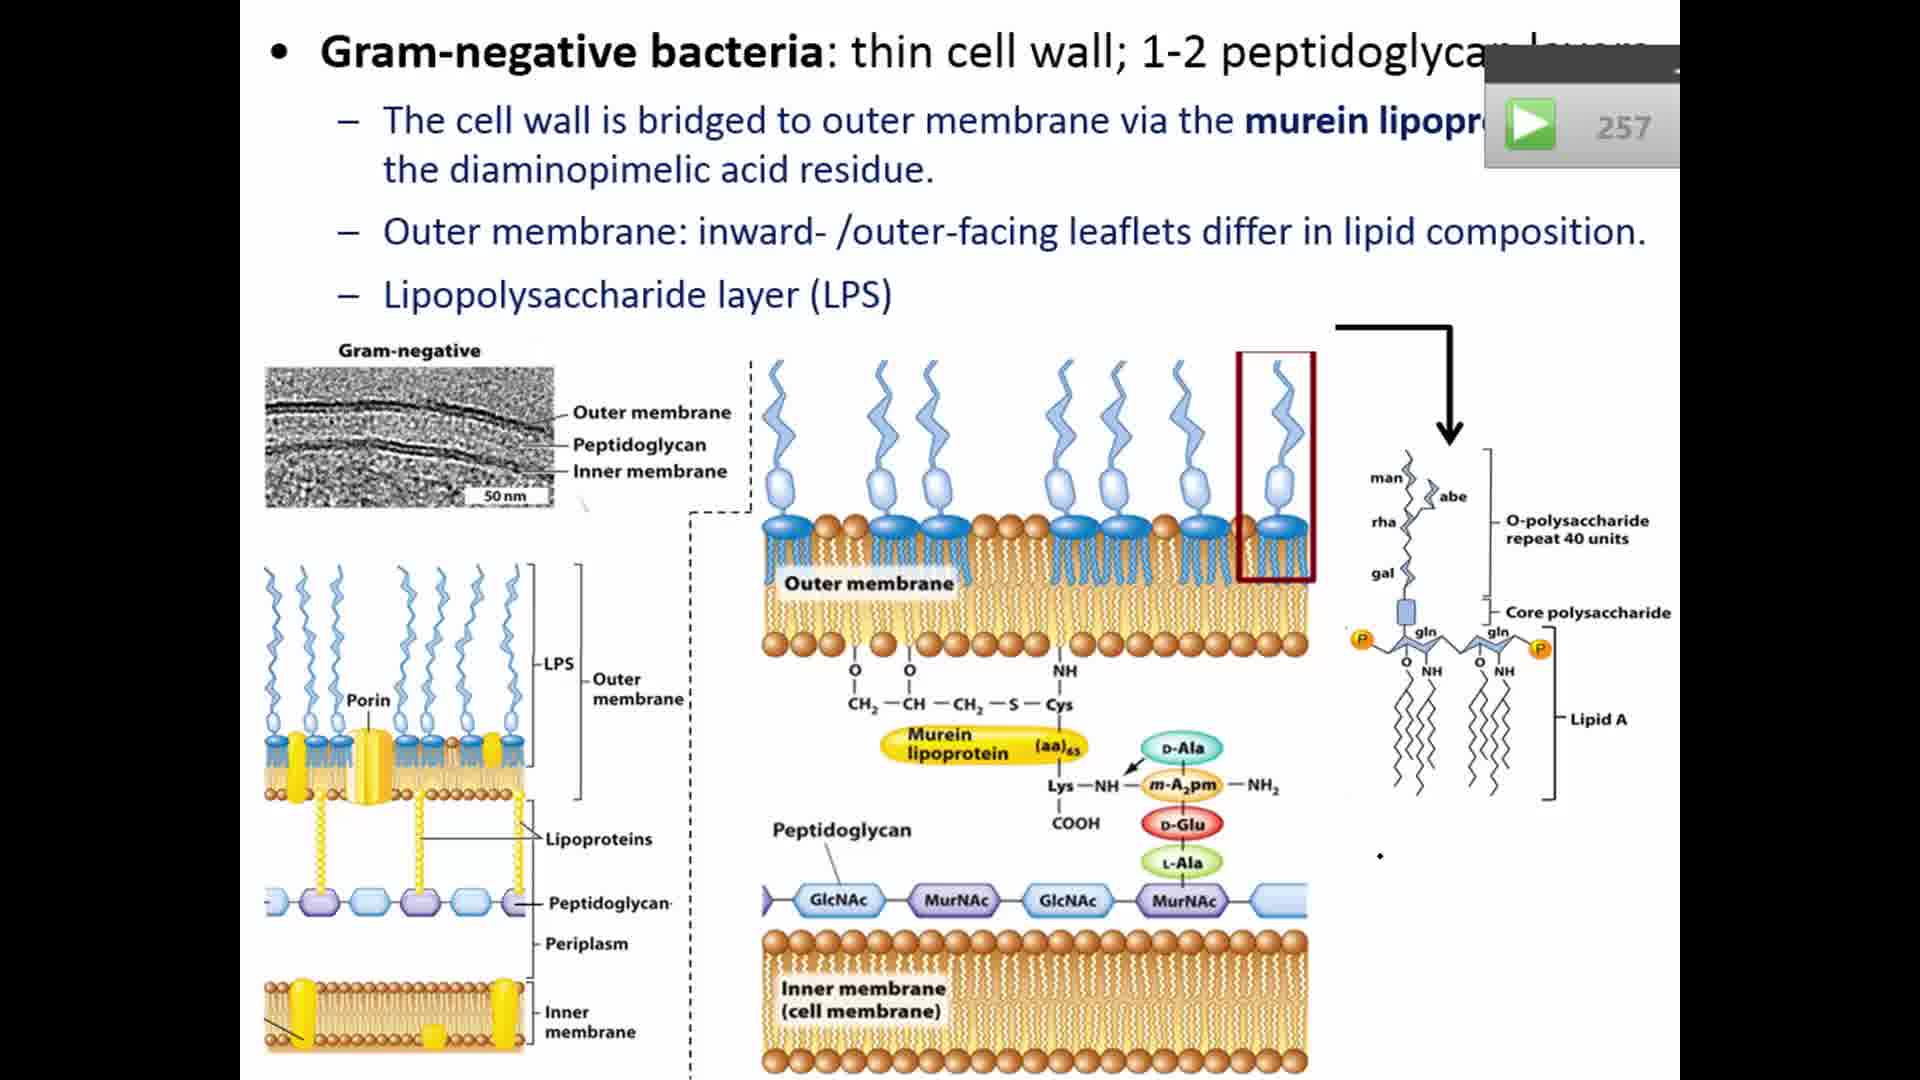 • Gram-negative bacteria: thin cell wall; 1-2
257
– The cell wall is bridged to outer membrane via the murein
the diaminopimelic acid residue.
– Outer membrane: inward- /outer-facing leaflets differ in lipid composition.
– Lipopolysaccharide layer (LPS)
Gram-negative
Outer membrane
Peptidoglycan
Inner membrane
50 nm
LPS
Outer
membrane
Porin
Lipoproteins
Peptidoglycan
Periplasm
Inner
membrane
Outer membrane
O
O
NH
CH2 — CH — CH2 — S — Cys
Murein
lipoprotein
(aa)65
D-Ala
Lys — NH — m-A2pm — NH2
COOH
D-Glu
L-Ala
Peptidoglycan
GlcNAc
MurNAc
GlcNAc
MurNAc
Inner membrane
(cell membrane)
man
abe
rha
gal
O-polysaccharide
repeat 40 units
Core polysaccharide
gln
gln
P
P
O
NH
O
NH
Lipid A